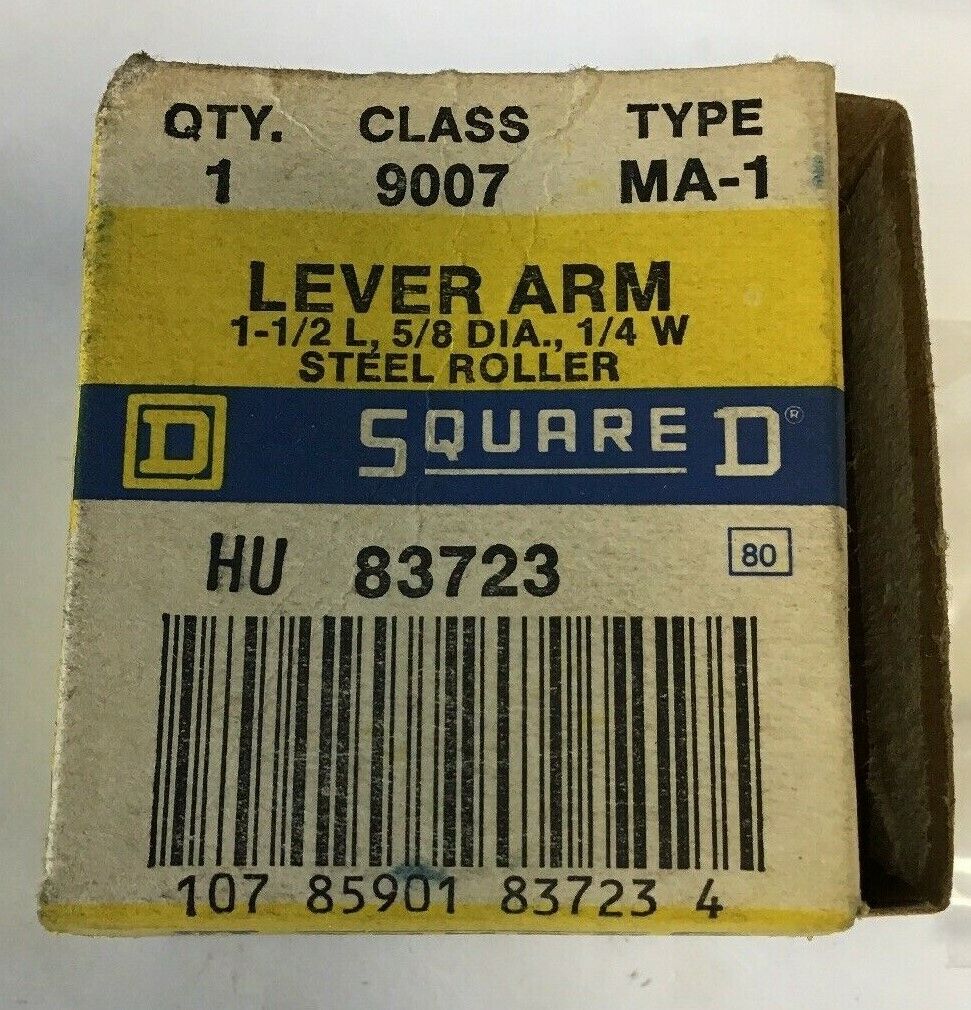 QTY. CLASS TYPE
1 9007 MA-1
LEVER ARM
1-1/2 L, 5/8 DIA., 1/4 W
STEEL ROLLER
D SQUARE D®
HU 83723 80
107 85901 83723 4